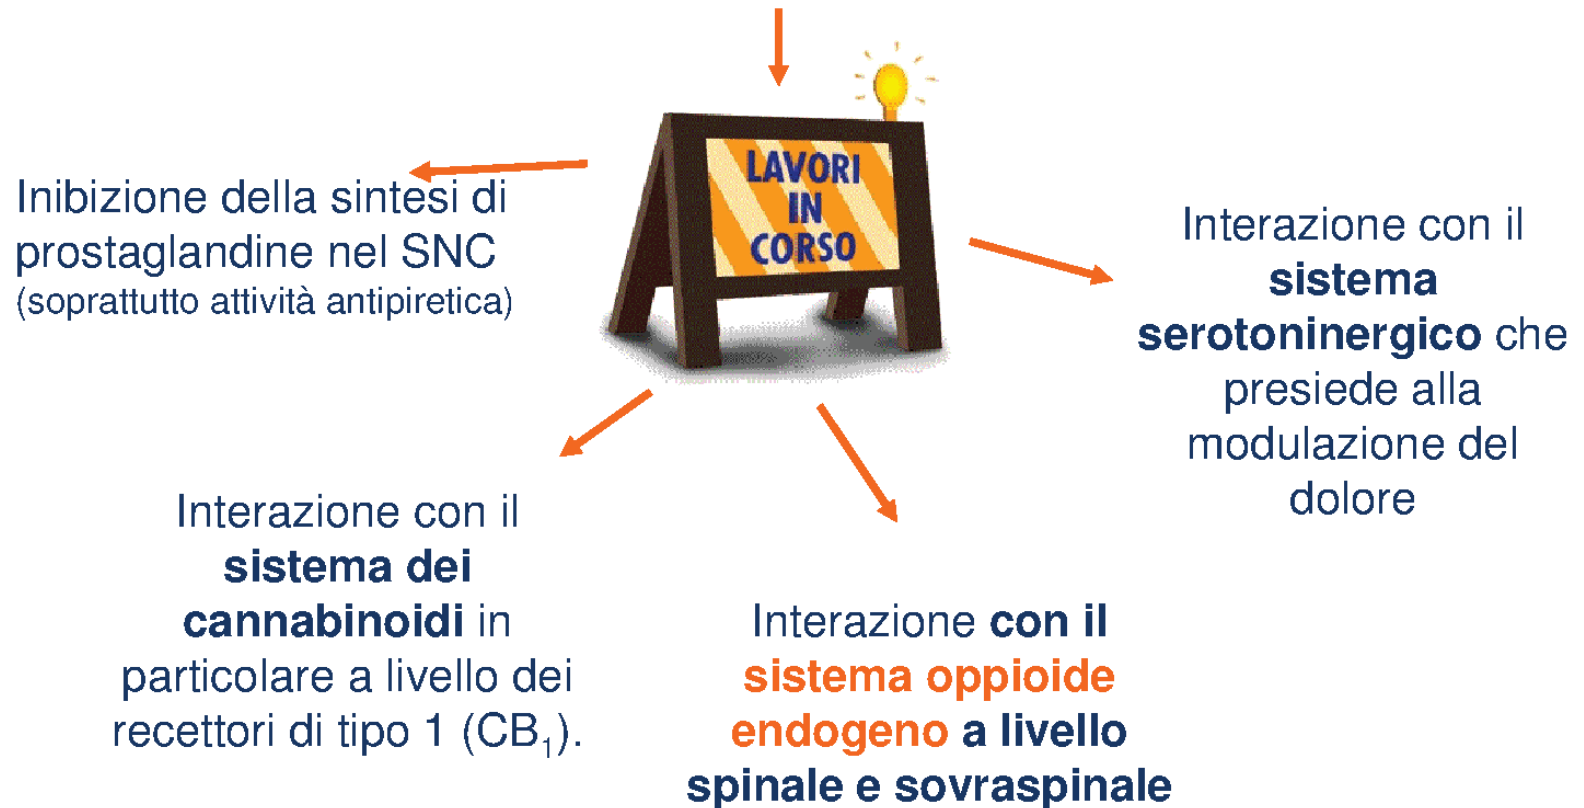 LAVORI
IN
CORSO
Inibizione della sintesi di
prostaglandine nel SNC
(soprattutto attività antipiretica)
Interazione con il
sistema
serotoninergico che
presiede alla
modulazione del
dolore
Interazione con il
sistema dei
cannabinoidi in
particolare a livello dei
recettori di tipo 1 (CB₁).
Interazione con il
sistema oppioide
endogeno a livello
spinale e sovraspinale